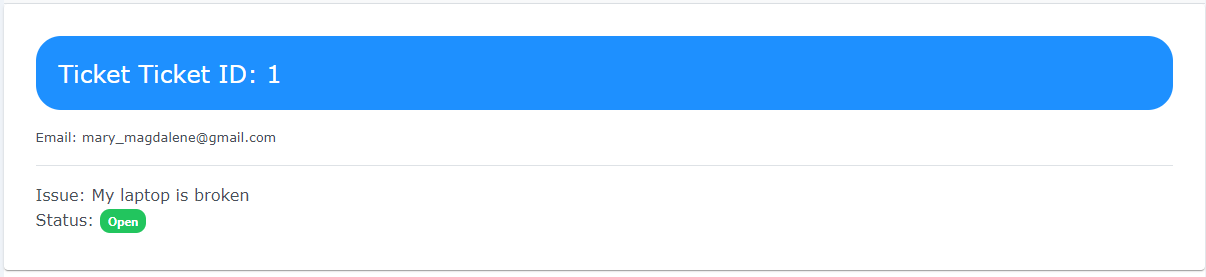 Ticket Ticket ID: 1
Email: mary_magdalene@gmail.com
Issue: My laptop is broken
Status: Open